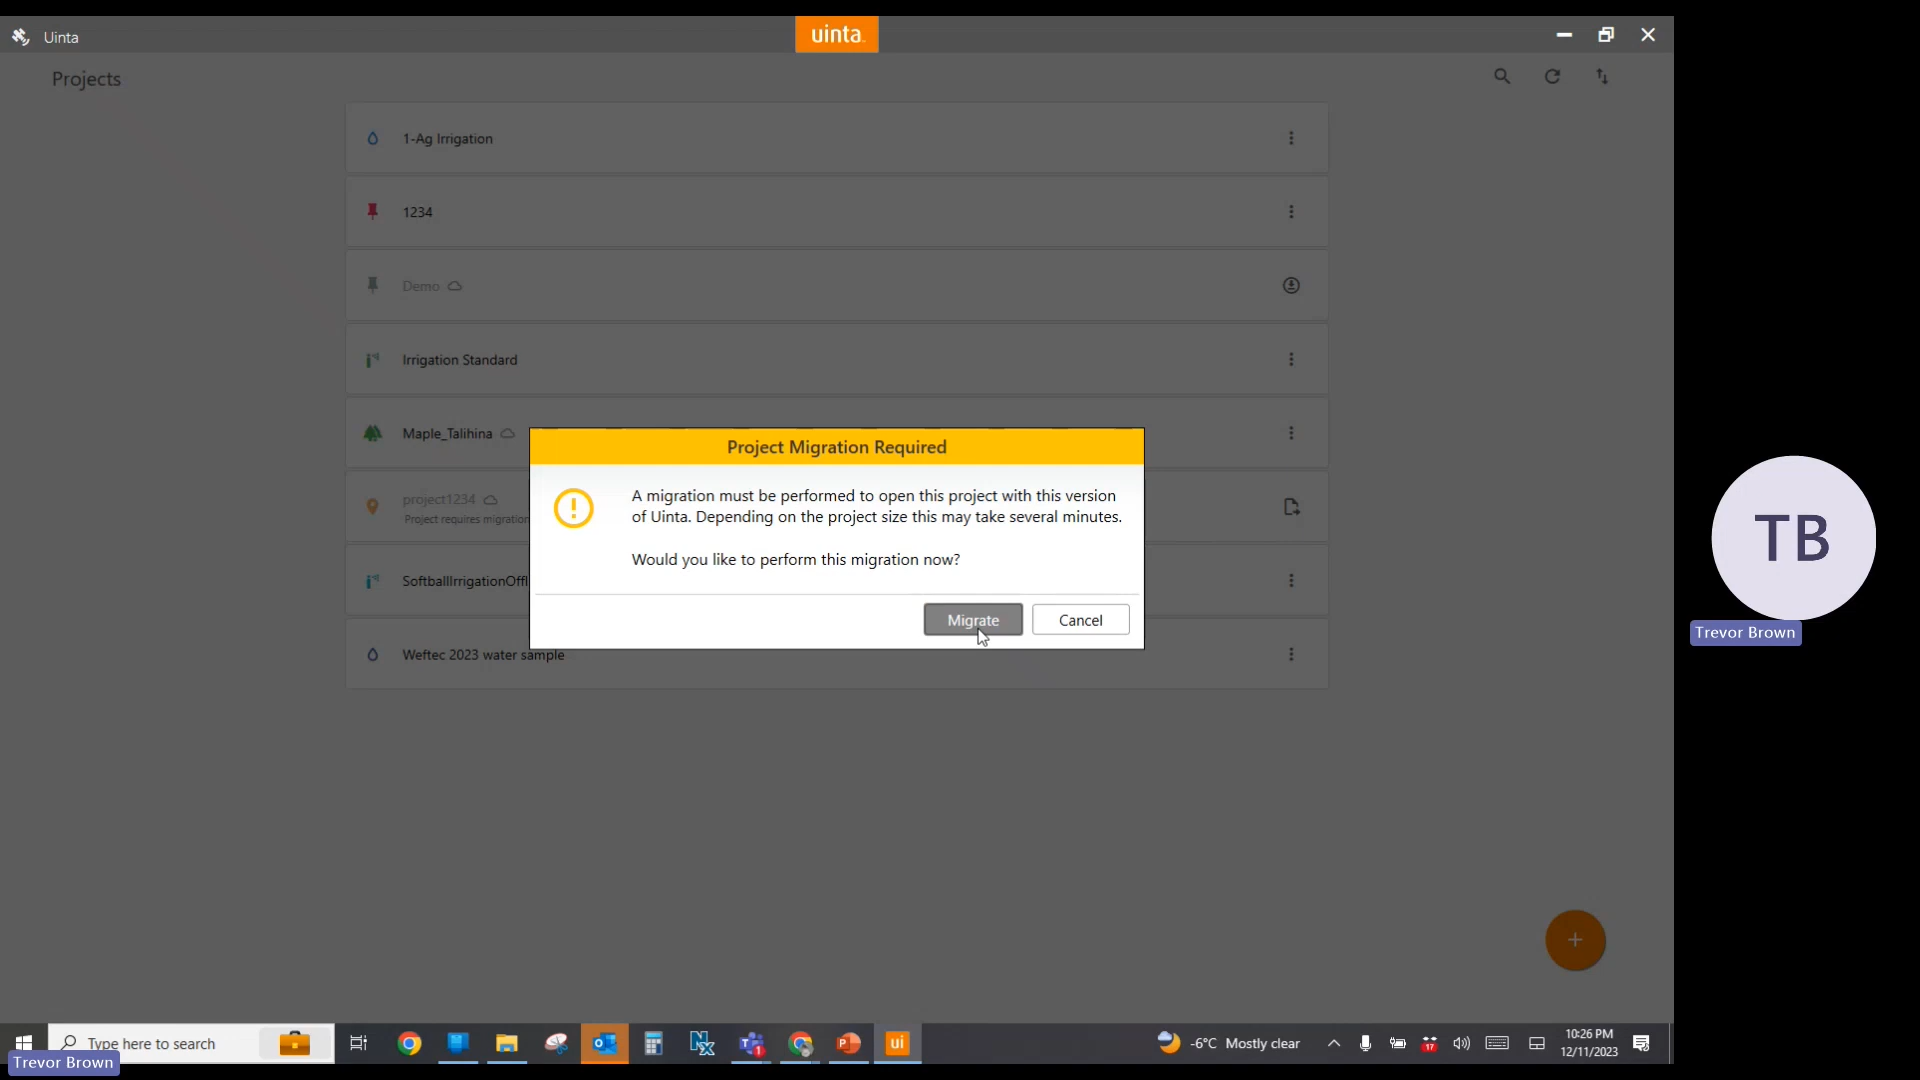 Uinta
uinta
Projects
1-Ag Irrigation
1234
Demo
Irrigation Standard
Maple_Talihina
project1234
Project requires migration
SoftballIrrigationOffl
Weftec 2023 water sample
Project Migration Required
A migration must be performed to open this project with this version
of Uinta. Depending on the project size this may take several minutes.
Would you like to perform this migration now?
Migrate
Cancel
+
TB
Trevor Brown
Type here to search
ui
17
-6°C Mostly clear
10:26 PM
12/11/2023
Trevor Brown